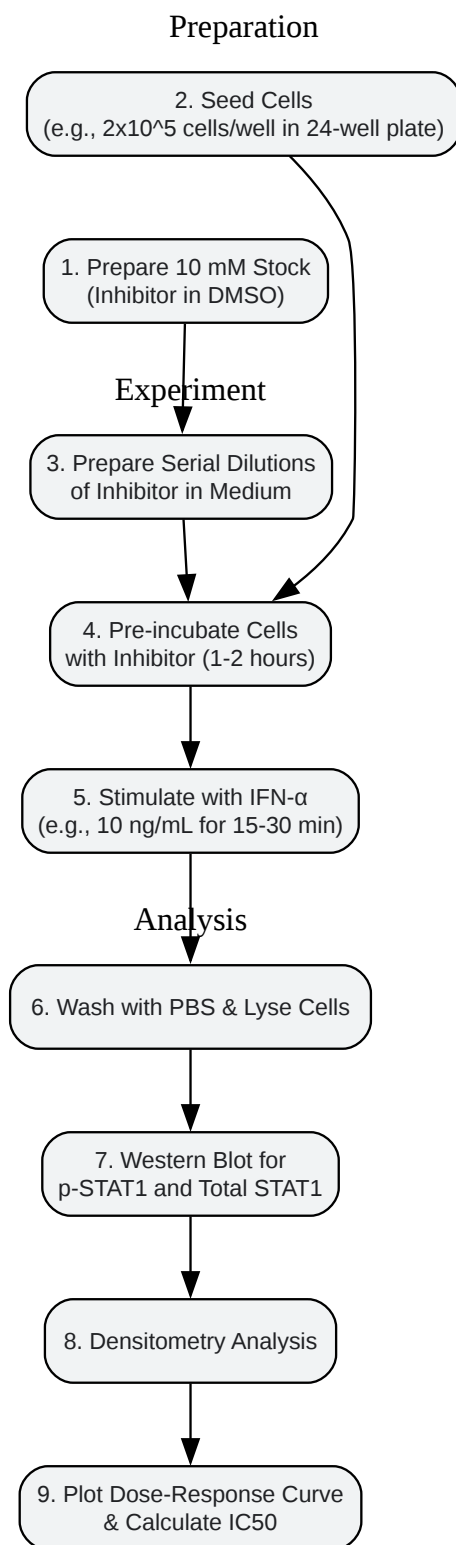 Preparation
2. Seed Cells
(e.g., 2x10^5 cells/well in 24-well plate)
1. Prepare 10 mM Stock
(Inhibitor in DMSO)
Experiment
3. Prepare Serial Dilutions
of Inhibitor in Medium
4. Pre-incubate Cells
with Inhibitor (1-2 hours)
5. Stimulate with IFN-α
(e.g., 10 ng/mL for 15-30 min)
Analysis
6. Wash with PBS & Lyse Cells
7. Western Blot for
p-STAT1 and Total STAT1
8. Densitometry Analysis
9. Plot Dose-Response Curve
& Calculate IC50